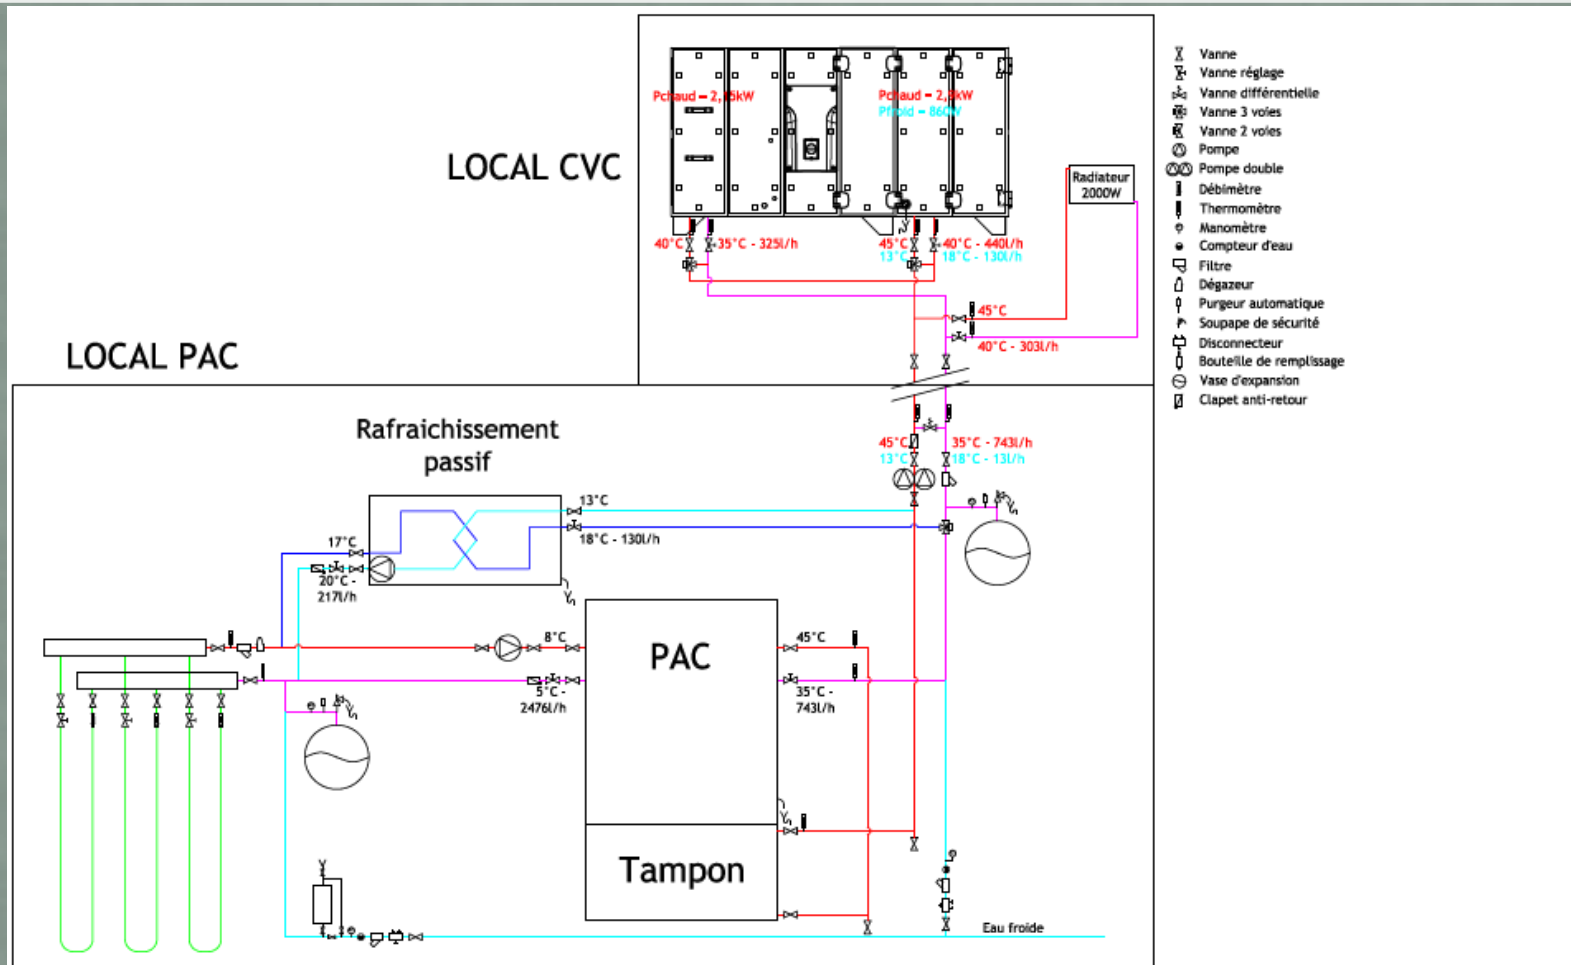 Pchaud = 2,15kW
Pchaud = 2,3kW
Pfroid = 860W
LOCAL CVC
Radiateur
2000W
40°C
35°C - 325l/h
45°C
40°C - 440l/h
13°C
18°C - 130l/h
45°C
40°C - 303l/h
Vanne
Vanne réglage
Vanne différentielle
Vanne 3 voies
Vanne 2 voies
Pompe
Pompe double
Débimètre
Thermomètre
Manomètre
Compteur d'eau
Filtre
Dégazeur
Purgeur automatique
Soupape de sécurité
Disconnecteur
Bouteille de remplissage
Vase d'expansion
Clapet anti-retour
LOCAL PAC
Rafraichissement
passif
45°C
35°C - 743l/h
13°C
18°C - 13l/h
13°C
18°C - 130l/h
17°C
20°C -
217l/h
8°C
PAC
45°C
5°C -
2476l/h
35°C -
743l/h
Tampon
Eau froide